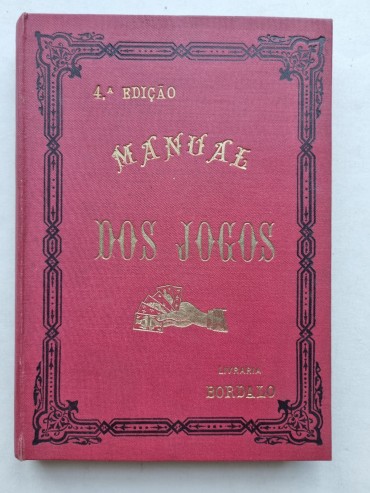 4.ª EDIÇÃO
MANUAL
DOS JOGOS
LIVRARIA
BORDALO